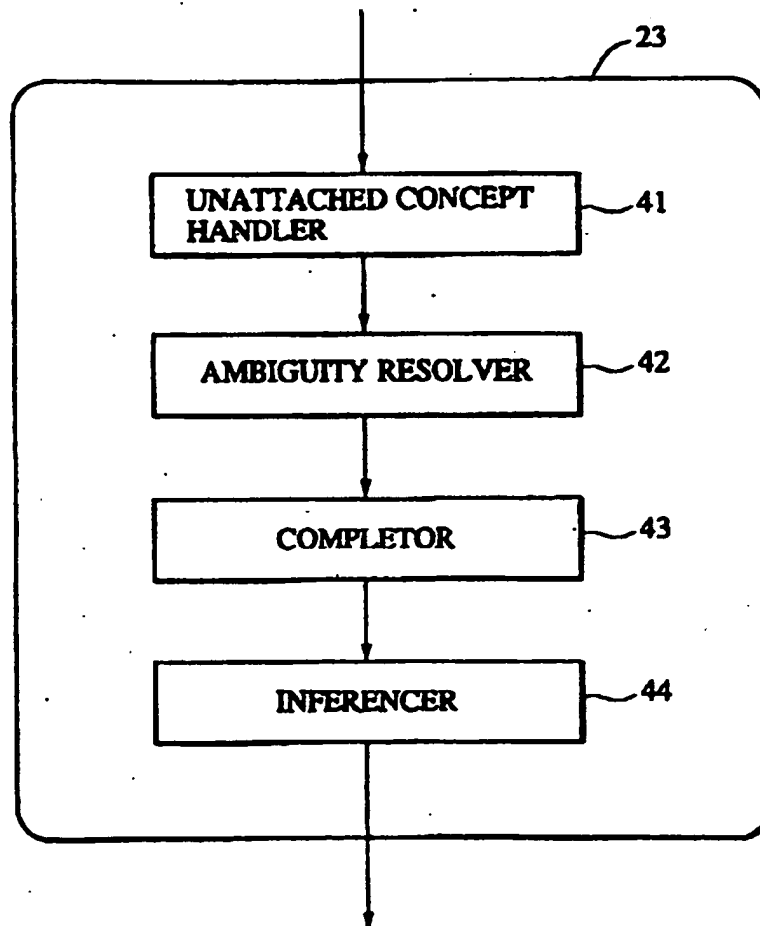 23
UNATTACHED CONCEPT
HANDLER
41
AMBIGUITY RESOLVER
42
COMPLETOR
43
INFERENCER
44